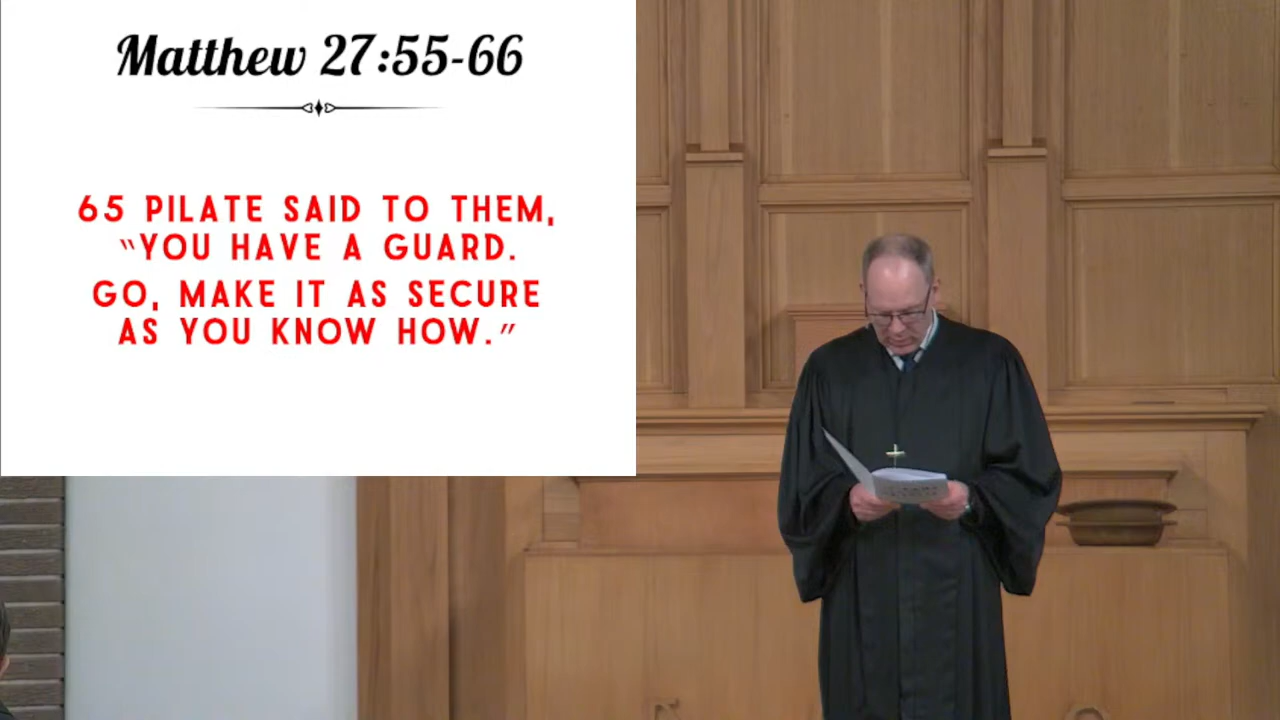 Matthew 27:55-66
65 PILATE SAID TO THEM,
“YOU HAVE A GUARD.
GO, MAKE IT AS SECURE
AS YOU KNOW HOW.”